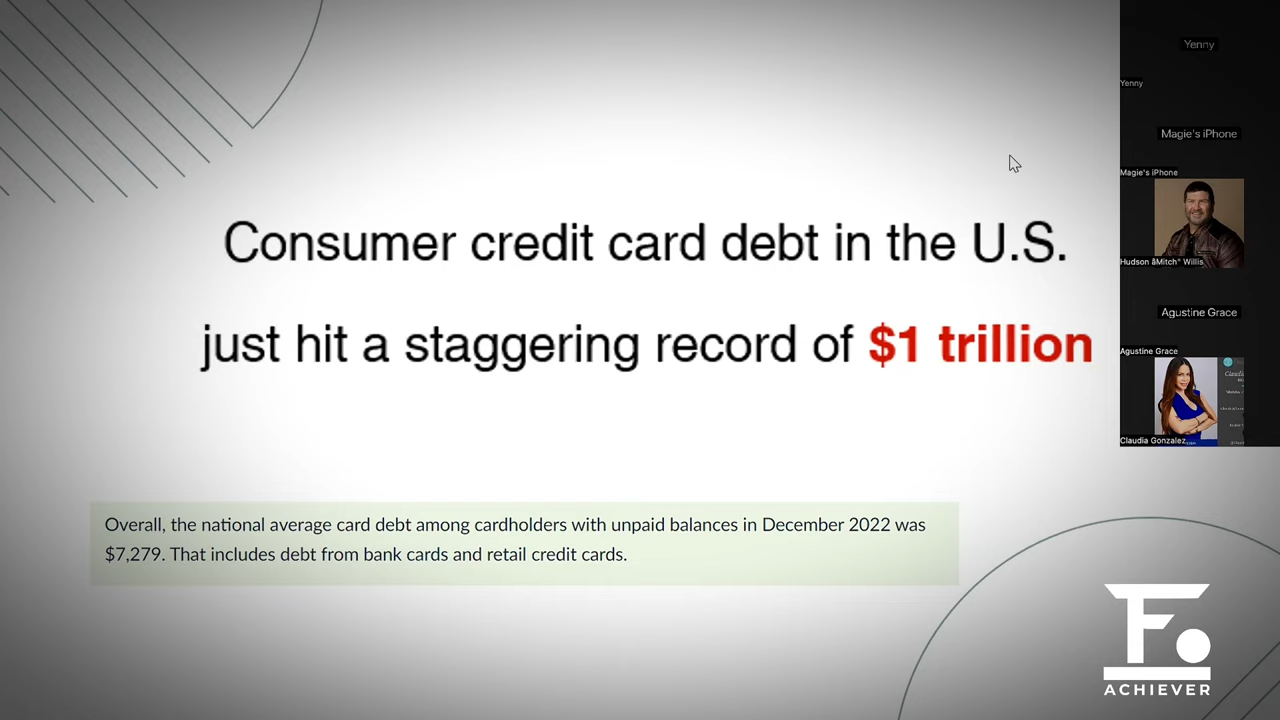 Consumer credit card debt in the U.S.
just hit a staggering record of $1 trillion
Overall, the national average card debt among cardholders with unpaid balances in December 2022 was
$7,279. That includes debt from bank cards and retail credit cards.
Yenny
Yenny
Magie's iPhone
Magie's iPhone
Hudson âMitch" Willis
Agustine Grace
Agustine Grace
Claudia Gonzalez
F
ACHIEVER